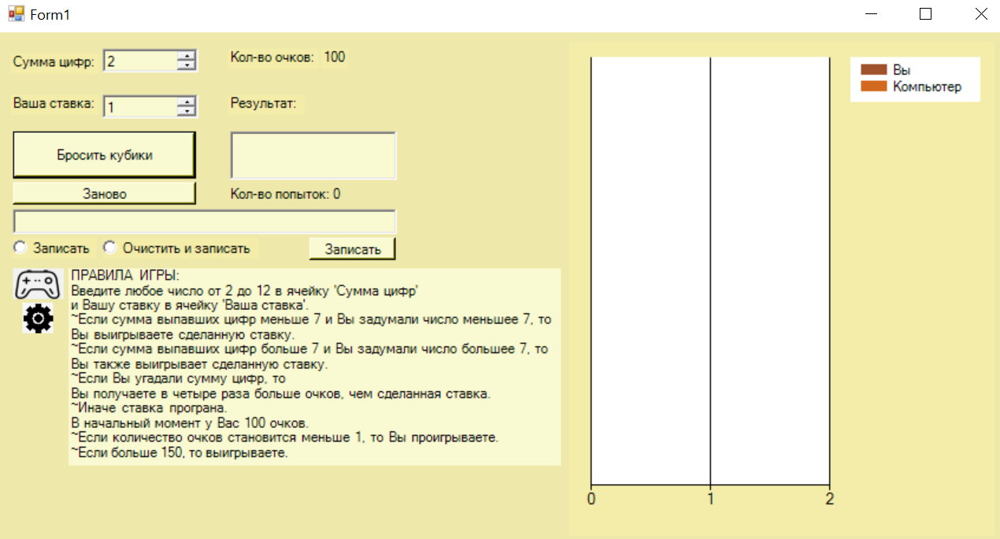 Form1
Сумма цифр: 2
Кол-во очков: 100
Ваша ставка: 1
Результат:
Бросить кубики
Заново
Кол-во попыток: 0
Записать
Очистить и записать
Записать
ПРАВИЛА ИГРЫ:
Введите любое число от 2 до 12 в ячейку 'Сумма цифр'
и Вашу ставку в ячейку 'Ваша ставка'.
~Если сумма выпавших цифр меньше 7 и Вы задумали число меньшее 7, то
Вы выигрываете сделанную ставку.
~Если сумма выпавших цифр больше 7 и Вы задумали число большее 7, то
Вы также выигрывает сделанную ставку.
~Если Вы угадали сумму цифр, то
Вы получаете в четыре раза больше очков, чем сделанная ставка.
~Иначе ставка програна.
В начальный момент у Вас 100 очков.
~Если количество очков становится меньше 1, то Вы проигрываете.
~Если больше 150, то выигрываете.
Вы
Компьютер
0 1 2